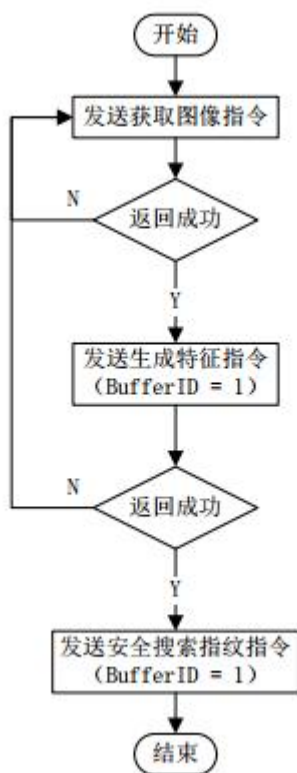 开始
发送获取图像指令
N
返回成功
Y
发送生成特征指令
（BufferID = 1）
N
返回成功
Y
发送安全搜索指纹指令
（BufferID = 1）
结束